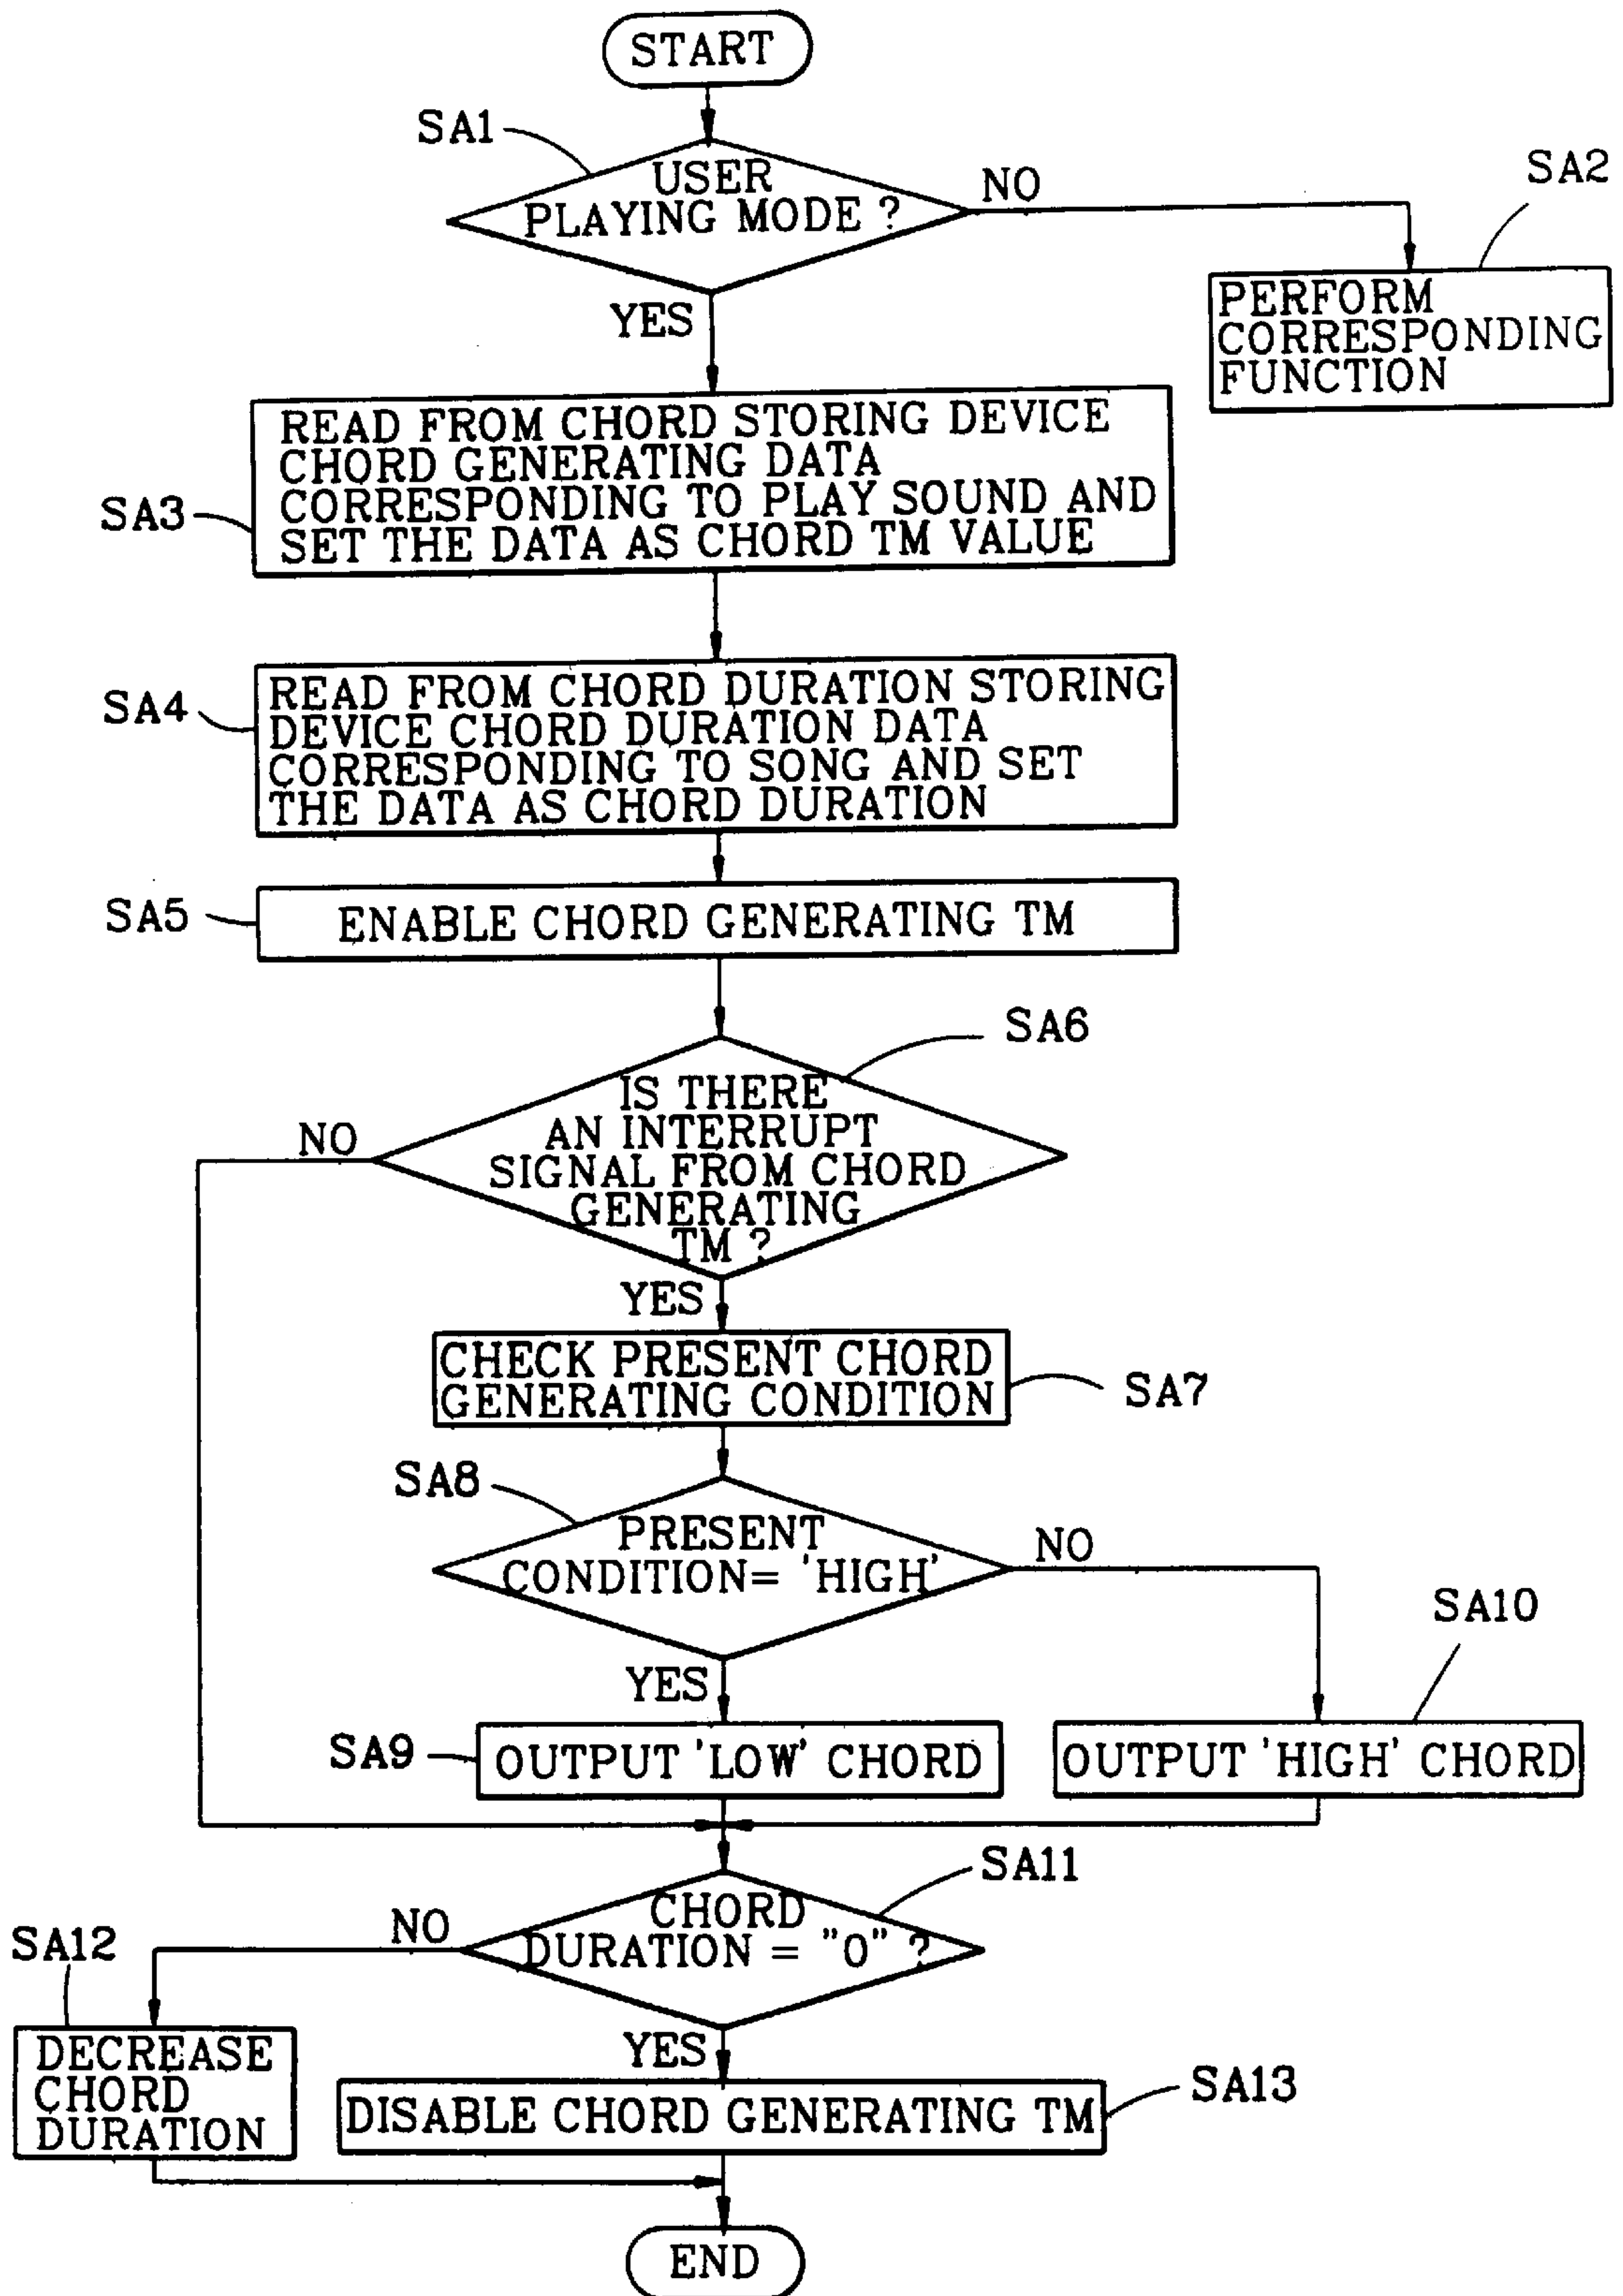 START
SA1
USER
PLAYING MODE ?
NO
SA2
PERFORM
CORRESPONDING
FUNCTION
YES
SA3
READ FROM CHORD STORING DEVICE
CHORD GENERATING DATA
CORRESPONDING TO PLAY SOUND AND
SET THE DATA AS CHORD TM VALUE
SA4
READ FROM CHORD DURATION STORING
DEVICE CHORD DURATION DATA
CORRESPONDING TO SONG AND SET
THE DATA AS CHORD DURATION
SA5
ENABLE CHORD GENERATING TM
SA6
IS THERE
AN INTERRUPT
SIGNAL FROM CHORD
GENERATING
TM ?
NO
YES
CHECK PRESENT CHORD
GENERATING CONDITION
SA7
SA8
PRESENT
CONDITION= 'HIGH'
NO
YES
SA10
SA9
OUTPUT 'LOW' CHORD
OUTPUT 'HIGH' CHORD
SA11
CHORD
DURATION = "0" ?
NO
SA12
YES
DECREASE
CHORD
DURATION
DISABLE CHORD GENERATING TM
SA13
END